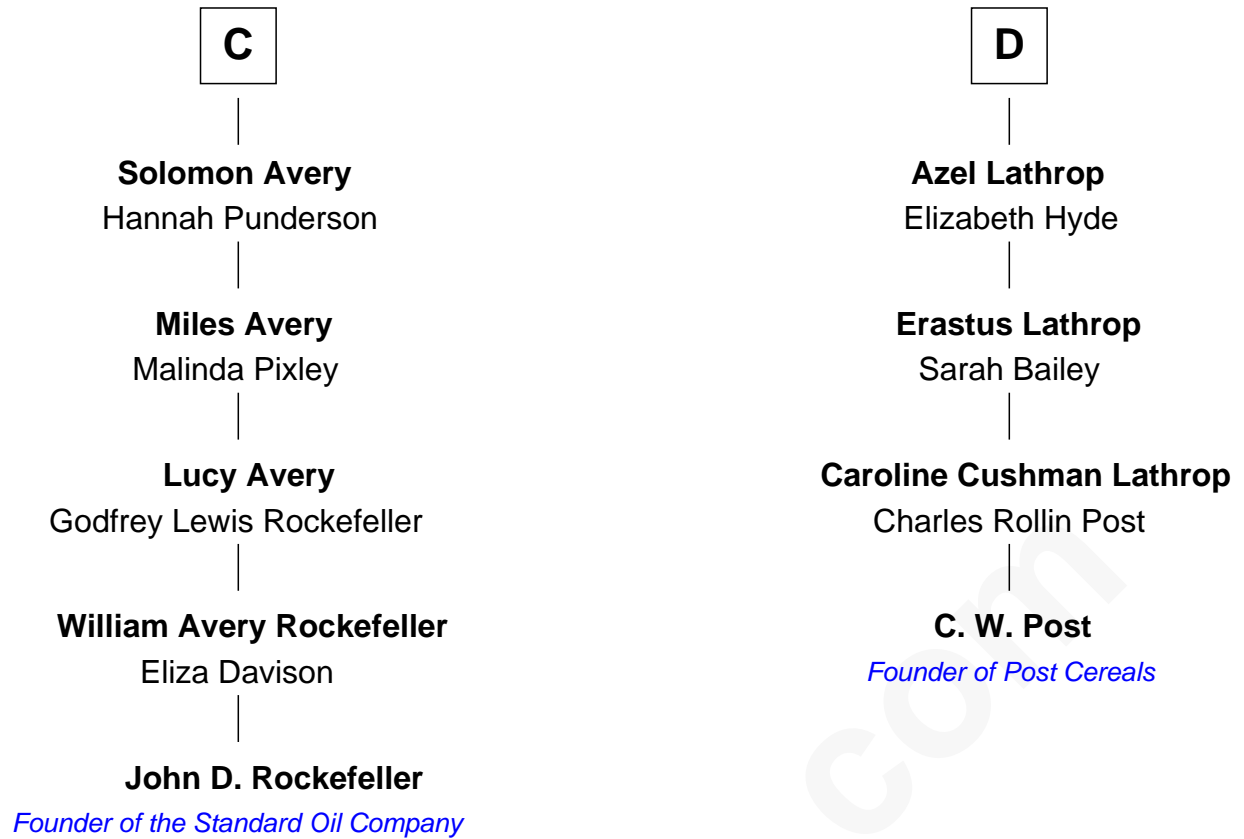 C
Solomon Avery
Hannah Punderson
Miles Avery
Malinda Pixley
Lucy Avery
Godfrey Lewis Rockefeller
William Avery Rockefeller
Eliza Davison
John D. Rockefeller
Founder of the Standard Oil Company
D
Azel Lathrop
Elizabeth Hyde
Erastus Lathrop
Sarah Bailey
Caroline Cushman Lathrop
Charles Rollin Post
C. W. Post
Founder of Post Cereals
com